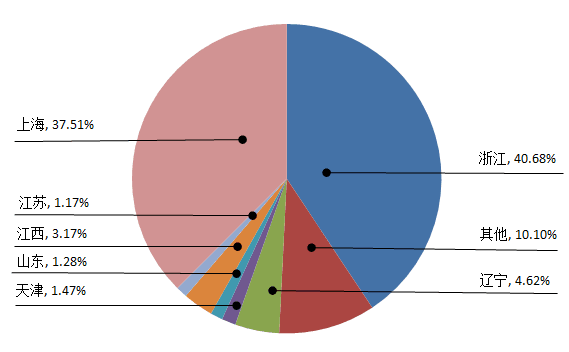 上海, 37.51%
浙江, 40.68%
江苏, 1.17%
江西, 3.17%
其他, 10.10%
山东, 1.28%
辽宁, 4.62%
天津, 1.47%